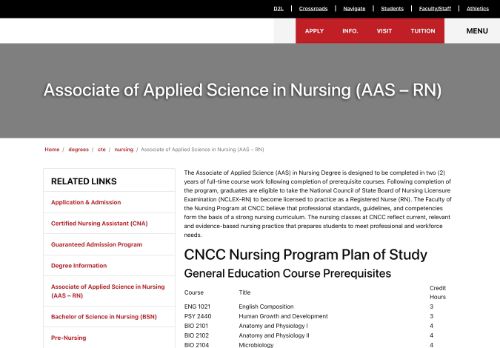 D2L | Crossroads | Navigate | Students | Faculty/Staff | Athletics
APPLY INFO. VISIT TUITION MENU
Associate of Applied Science in Nursing (AAS – RN)
Home / degrees / cte / nursing / Associate of Applied Science in Nursing (AAS – RN)
RELATED LINKS
Application & Admission
Certified Nursing Assistant (CNA)
Guaranteed Admission Program
Degree Information
Associate of Applied Science in Nursing
(AAS – RN)
Bachelor of Science in Nursing (BSN)
Pre-Nursing
The Associate of Applied Science (AAS) in Nursing Degree is designed to be completed in two (2)
years of full-time course work following completion of prerequisite courses. Following completion of
the program, graduates are eligible to take the National Council of State Board of Nursing Licensure
Examination (NCLEX-RN) to become licensed to practice as a Registered Nurse (RN). The Faculty of
the Nursing Program at CNCC believe that professional standards, guidelines, and competencies
form the basis of a strong nursing curriculum. The nursing classes at CNCC reflect current, relevant
and evidence-based nursing practice that prepares students to meet professional and workforce
needs.
CNCC Nursing Program Plan of Study
General Education Course Prerequisites
Course Title Credit
Hours
ENG 1021 English Composition 3
PSY 2440 Human Growth and Development 3
BIO 2101 Anatomy and Physiology I 4
BIO 2102 Anatomy and Physiology II 4
BIO 2104 Microbiology 4